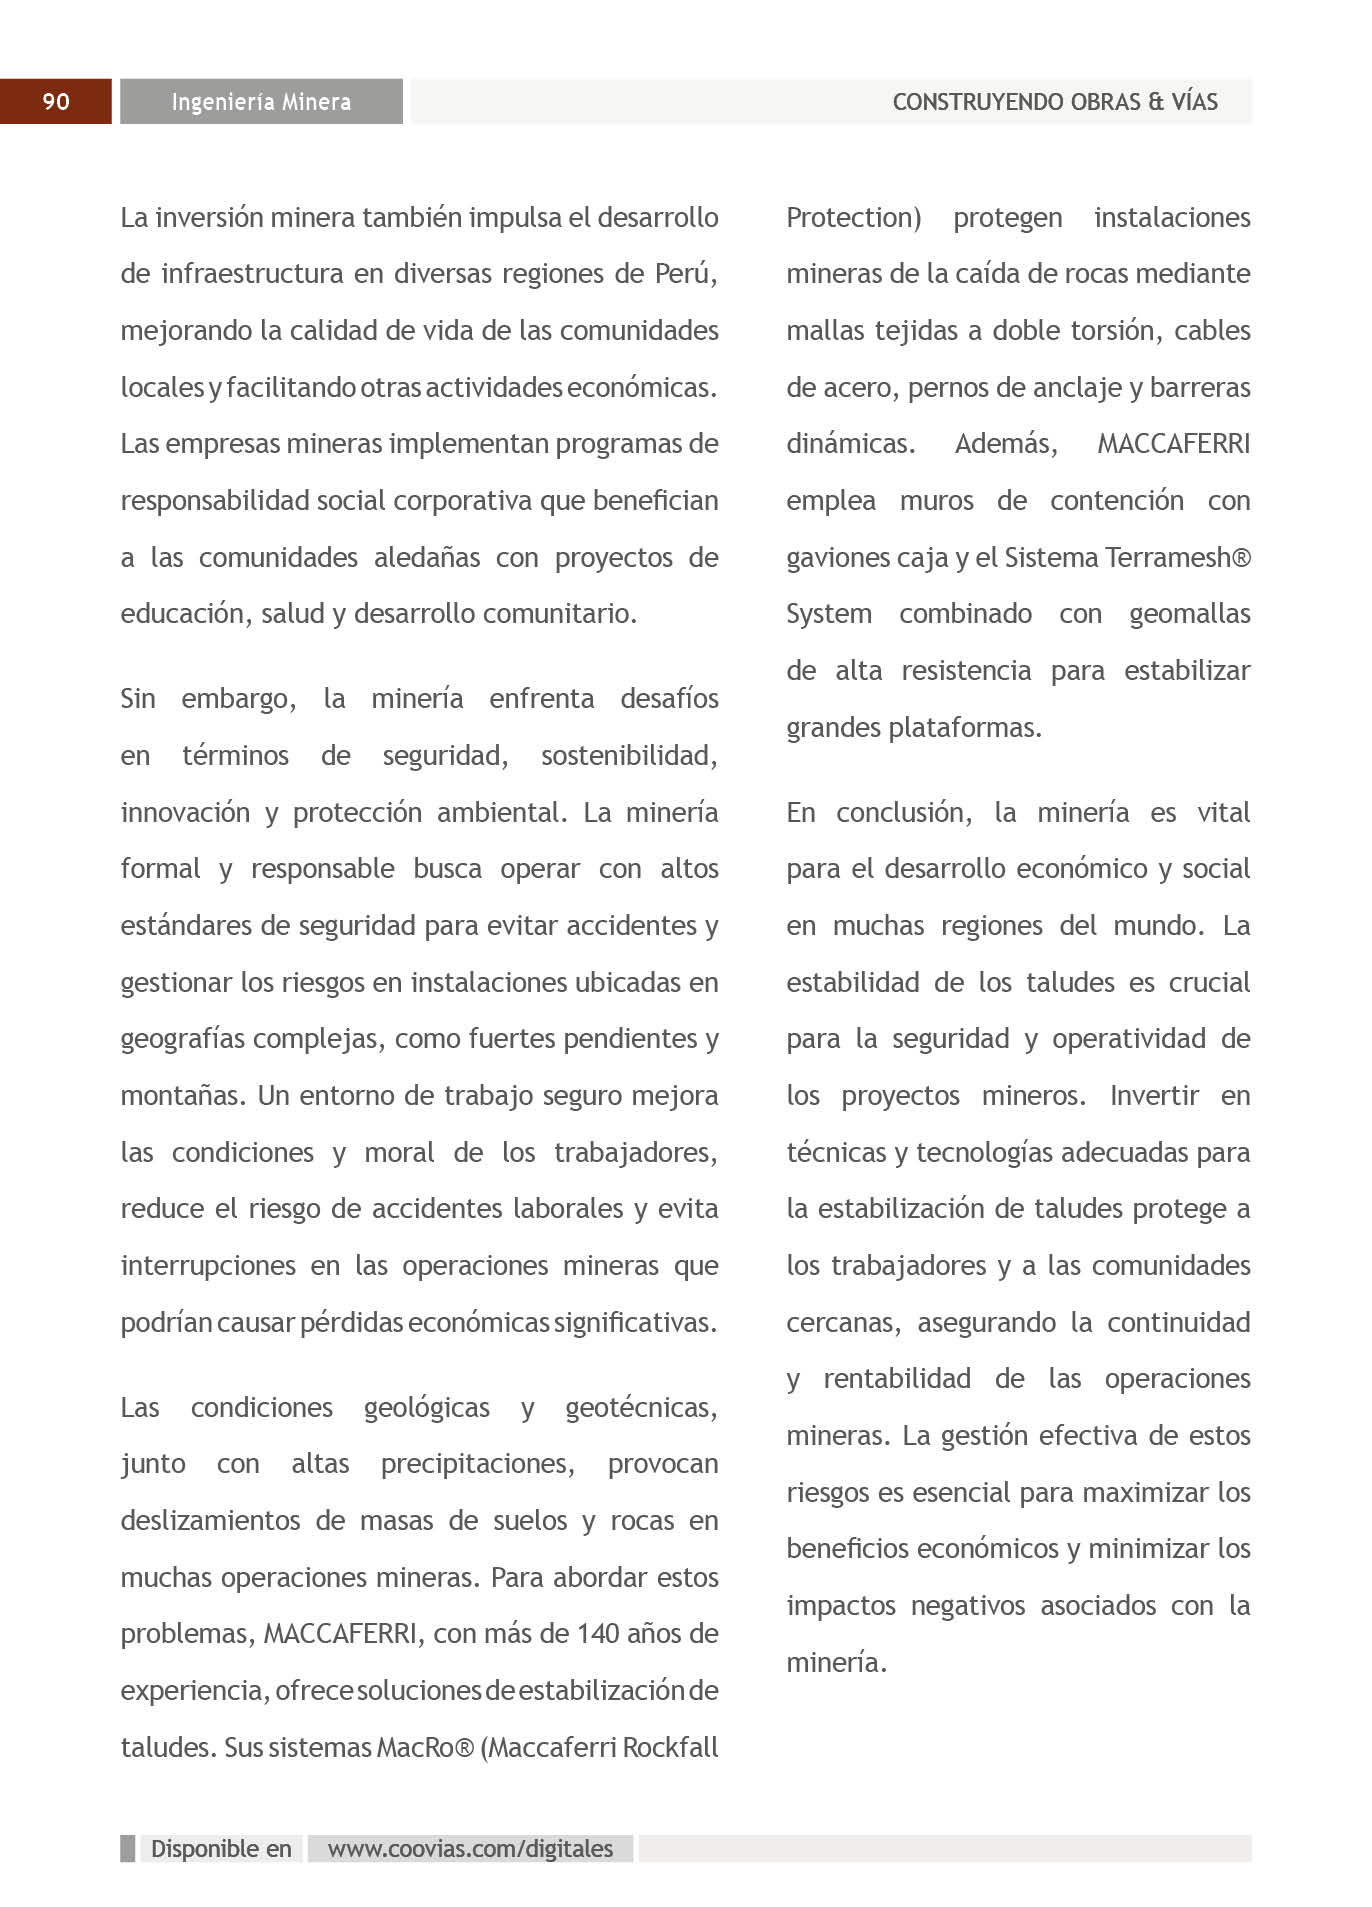 90
Ingeniería Minera
CONSTRUYENDO OBRAS & VÍAS
La inversión minera también impulsa el desarrollo
de infraestructura en diversas regiones de Perú,
mejorando la calidad de vida de las comunidades
locales y facilitando otras actividades económicas.
Las empresas mineras implementan programas de
responsabilidad social corporativa que benefician
a las comunidades aledañas con proyectos de
educación, salud y desarrollo comunitario.
Sin embargo, la minería enfrenta desafíos
en términos de seguridad, sostenibilidad,
innovación y protección ambiental. La minería
formal y responsable busca operar con altos
estándares de seguridad para evitar accidentes y
gestionar los riesgos en instalaciones ubicadas en
geografías complejas, como fuertes pendientes y
montañas. Un entorno de trabajo seguro mejora
las condiciones y moral de los trabajadores,
reduce el riesgo de accidentes laborales y evita
interrupciones en las operaciones mineras que
podrían causar pérdidas económicas significativas.
Las condiciones geológicas y geotécnicas,
junto con altas precipitaciones, provocan
deslizamientos de masas de suelos y rocas en
muchas operaciones mineras. Para abordar estos
problemas, MACCAFERRI, con más de 140 años de
experiencia, ofrece soluciones de estabilización de
taludes. Sus sistemas MacRo® (Maccaferri Rockfall
Protection) protegen instalaciones
mineras de la caída de rocas mediante
mallas tejidas a doble torsión, cables
de acero, pernos de anclaje y barreras
dinámicas. Además, MACCAFERRI
emplea muros de contención con
gaviones caja y el Sistema Terramesh®
System combinado con geomallas
de alta resistencia para estabilizar
grandes plataformas.
En conclusión, la minería es vital
para el desarrollo económico y social
en muchas regiones del mundo. La
estabilidad de los taludes es crucial
para la seguridad y operatividad de
los proyectos mineros. Invertir en
técnicas y tecnologías adecuadas para
la estabilización de taludes protege a
los trabajadores y a las comunidades
cercanas, asegurando la continuidad
y rentabilidad de las operaciones
mineras. La gestión efectiva de estos
riesgos es esencial para maximizar los
beneficios económicos y minimizar los
impactos negativos asociados con la
minería.
Disponible en
www.coovias.com/digitales